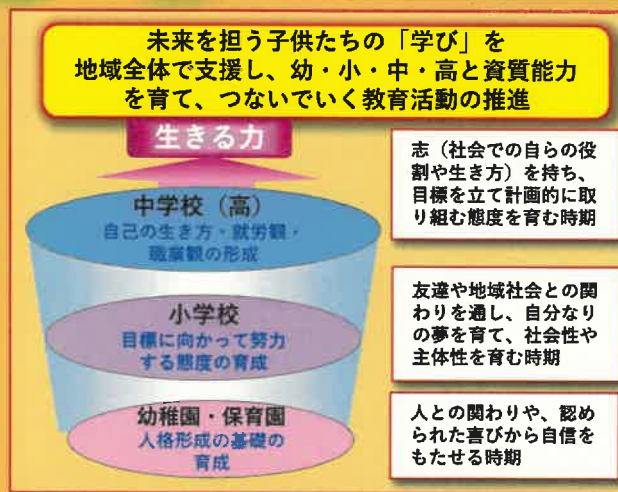 未来を担う子供たちの「学び」を
地域全体で支援し、幼・小・中・高と資質能力
を育て、つないでいく教育活動の推進
生きる力
中学校（高）
自己の生き方・就労観・
職業観の形成
志（社会での自らの役
割や生き方）を持ち、
目標を立て計画的に取
り組む態度を育む時期
小学校
目標に向かって努力
する態度の育成
友達や地域社会との関
わりを通し、自分なり
の夢を育て、社会性や
主体性を育む時期
幼稚園・保育園
人格形成の基礎の
育成
人との関わりや、認め
られた喜びから自信を
もたせる時期